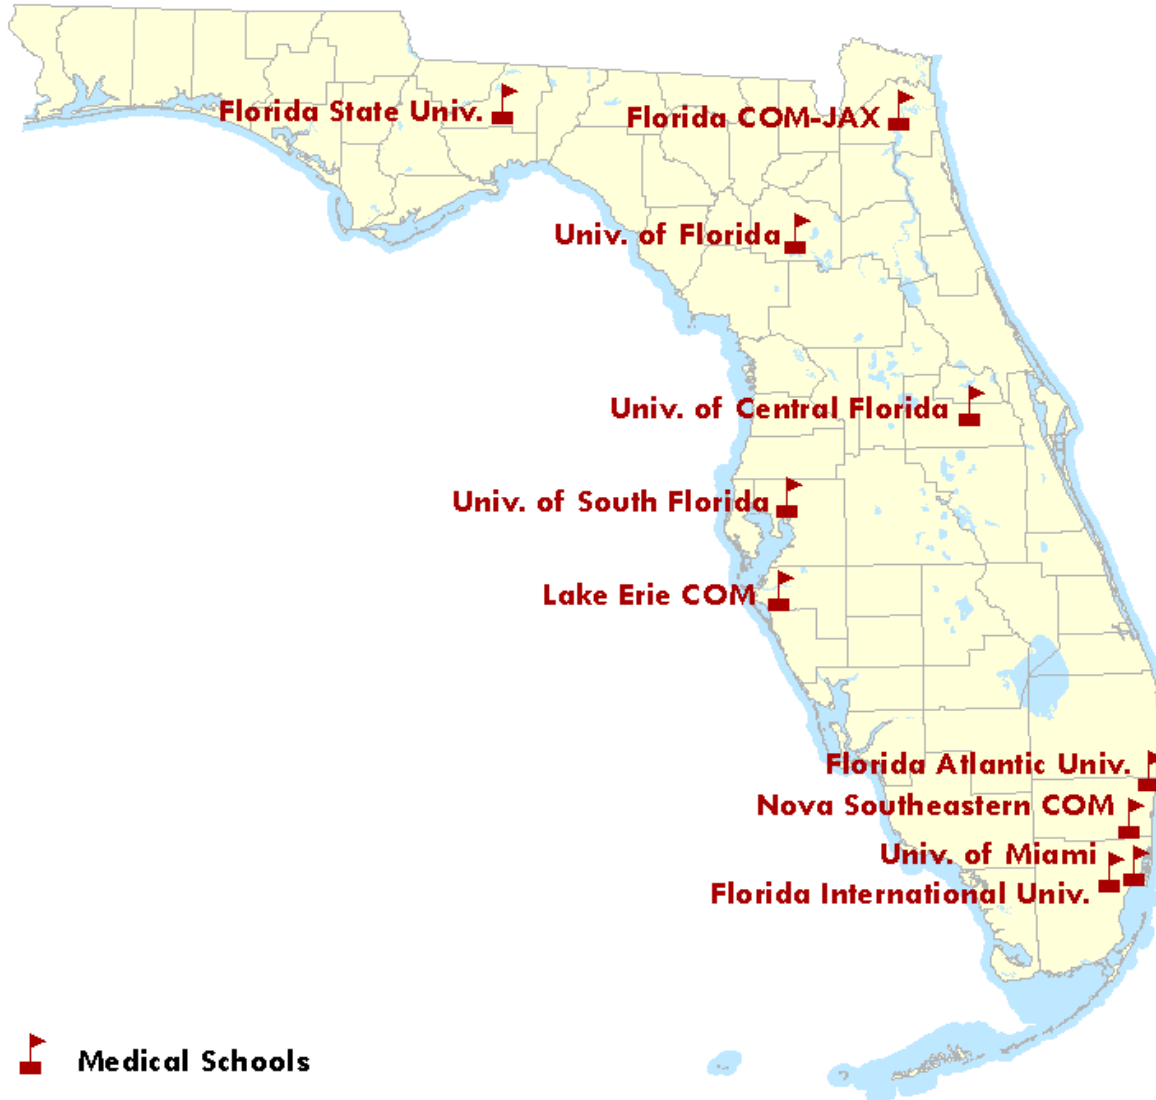 Florida State Univ.
Florida COM-JAX
Univ. of Florida
Univ. of Central Florida
Univ. of South Florida
Lake Erie COM
Florida Atlantic Univ.
Nova Southeastern COM
Univ. of Miami
Florida International Univ.
Medical Schools